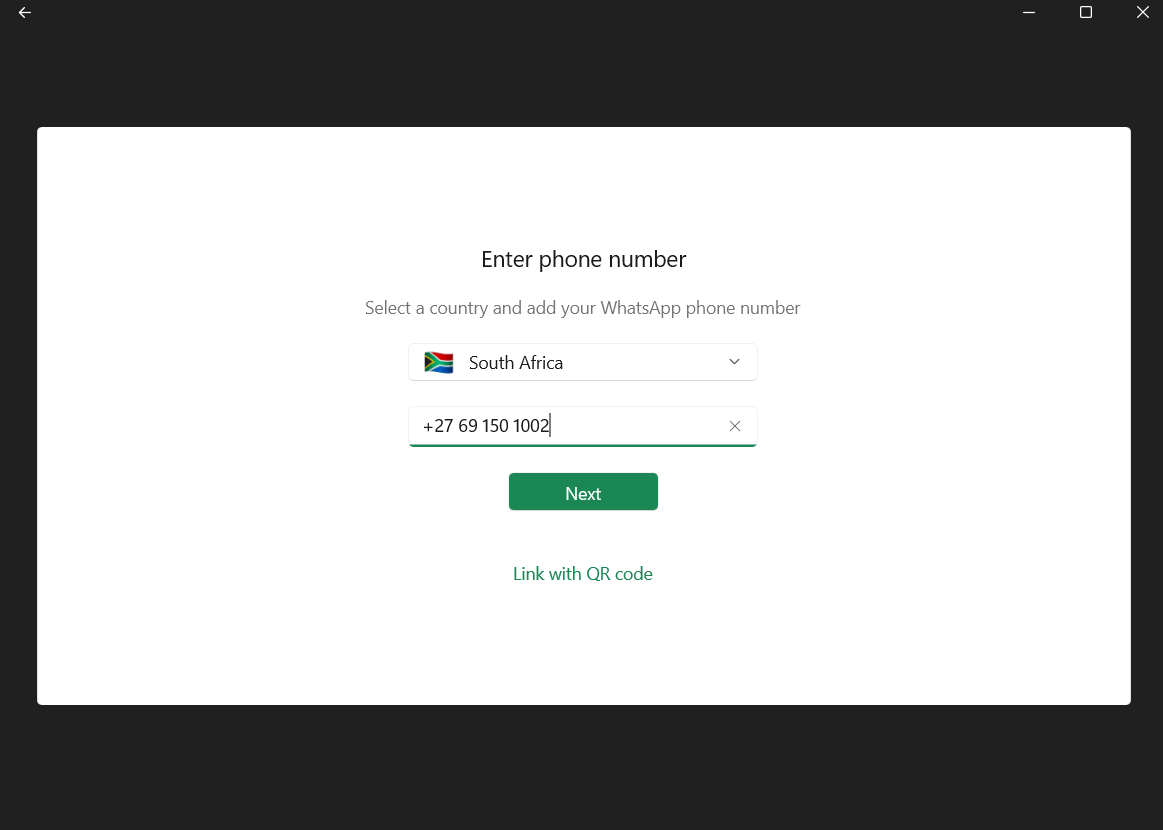 Enter phone number
Select a country and add your WhatsApp phone number
South Africa
+27 69 150 1002
Next
Link with QR code